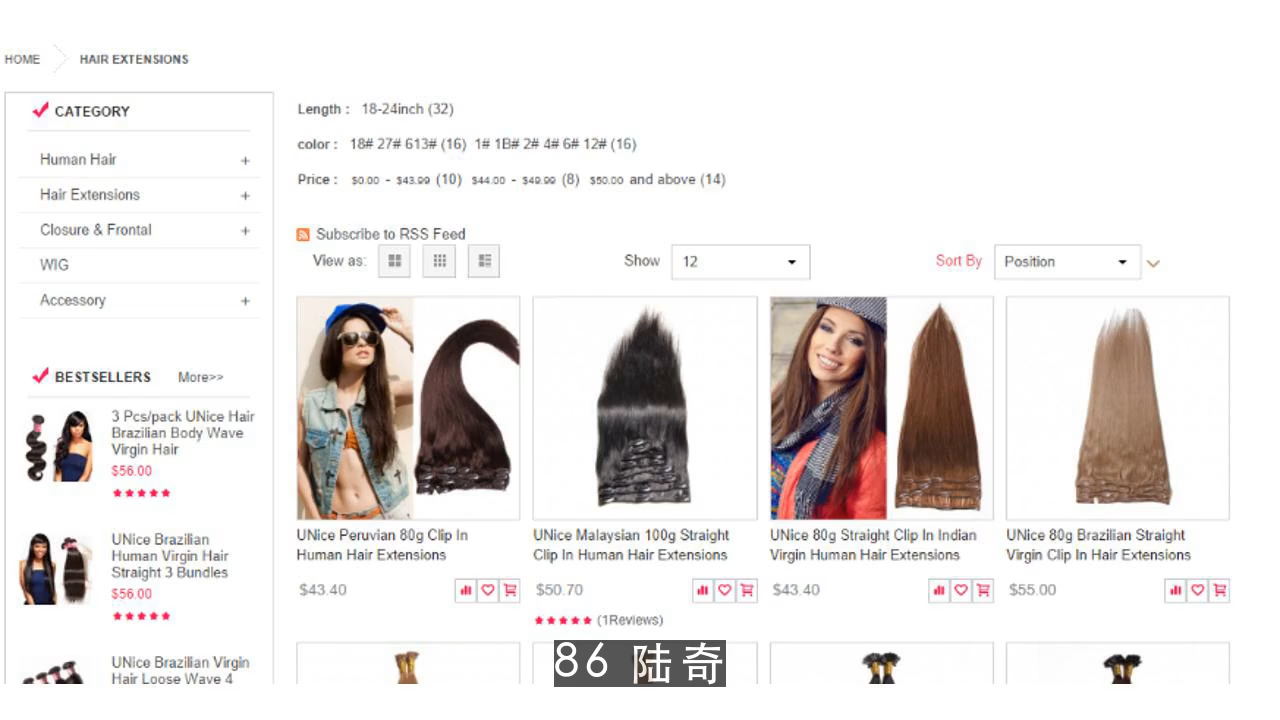 HOME HAIR EXTENSIONS
CATEGORY
Human Hair +
Hair Extensions +
Closure & Frontal +
WIG
Accessory +
BESTSELLERS More>>
3 Pcs/pack UNice Hair
Brazilian Body Wave
Virgin Hair
$56.00
UNice Brazilian
Human Virgin Hair
Straight 3 Bundles
$56.00
UNice Brazilian Virgin
Hair Loose Wave 4
Length : 18-24inch (32)
color : 18# 27# 613# (16) 1# 1B# 2# 4# 6# 12# (16)
Price : $0.00 - $43.99 (10) $44.00 - $49.99 (8) $50.00 and above (14)
Subscribe to RSS Feed
View as: Show 12 Sort By Position
UNice Peruvian 80g Clip In
Human Hair Extensions
$43.40
UNice Malaysian 100g Straight
Clip In Human Hair Extensions
$50.70
(1Reviews)
UNice 80g Straight Clip In Indian
Virgin Human Hair Extensions
$43.40
UNice 80g Brazilian Straight
Virgin Clip In Hair Extensions
$55.00
86 陆奇